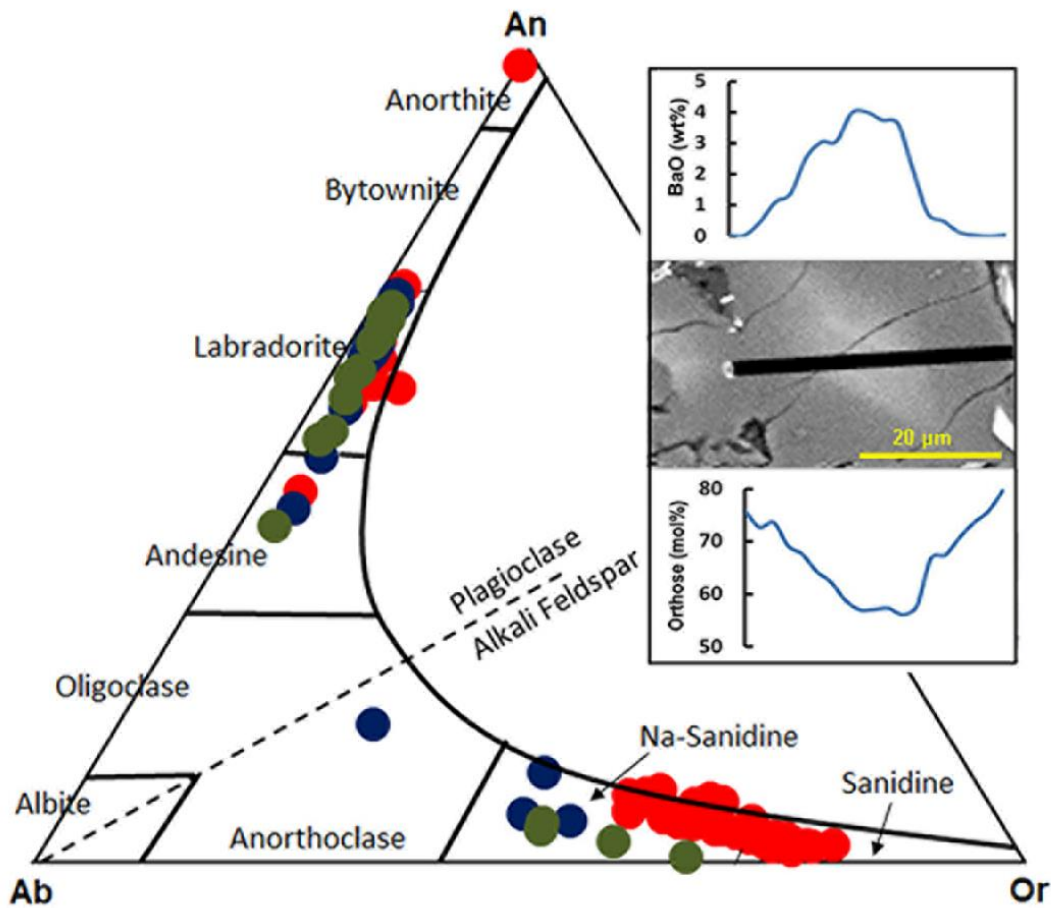 An
Anorthite
Bytownite
Labradorite
Andesine
Oligoclase
Albite
Anorthoclase
Plagioclase
Alkali Feldspar
Na-Sanidine
Sanidine
Ab
Or
BaO (wt%)
5
4
3
2
1
0
20 µm
Orthose (mol%)
80
70
60
50